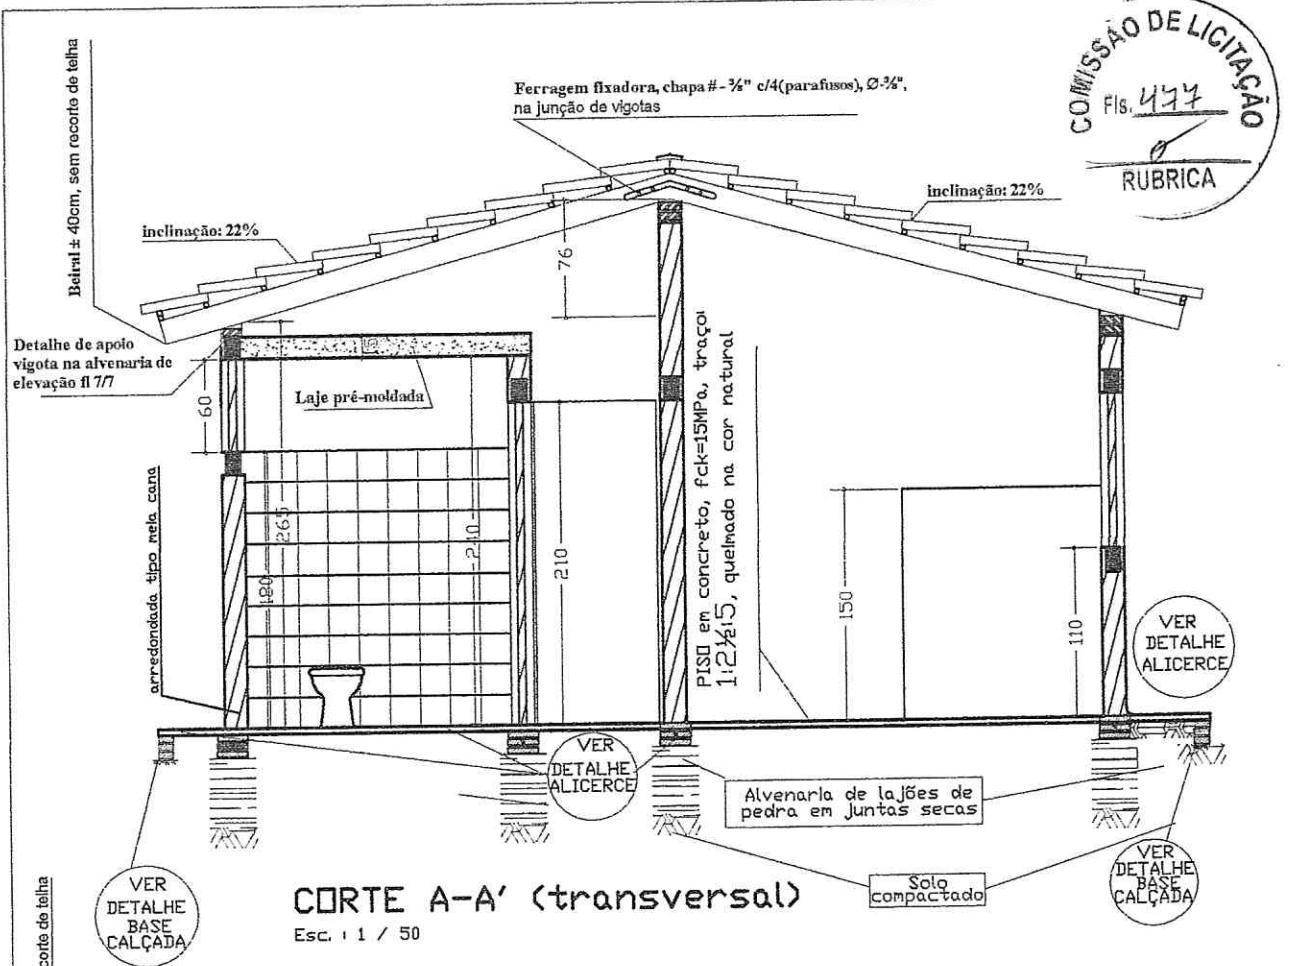 COMISSÃO DE LICITAÇÃO
Fls. 477
RUBRICA
Beiral ± 40cm, sem recorte de telha
Ferragem fixadora, chapa # - ⅜" c/4(parafusos), Ø-⅜",
na junção de vigotas
inclinação: 22%
inclinação: 22%
Detalhe de apoio
vigota na alvenaria de
elevação fl 7/7
Laje pré-moldada
76
60
265
180
240
210
150
110
arredondada tipo meia cana
PISO em concreto, fck=15MPa, traço:
1:2½:5, queimado na cor natural
VER
DETALHE
ALICERCE
VER
DETALHE
ALICERCE
Alvenaria de lajões de
pedra em juntas secas
Solo
compactado
VER
DETALHE
BASE
CALÇADA
VER
DETALHE
BASE
CALÇADA
CORTE A-A' (transversal)
Esc. : 1 / 50
corte de telha